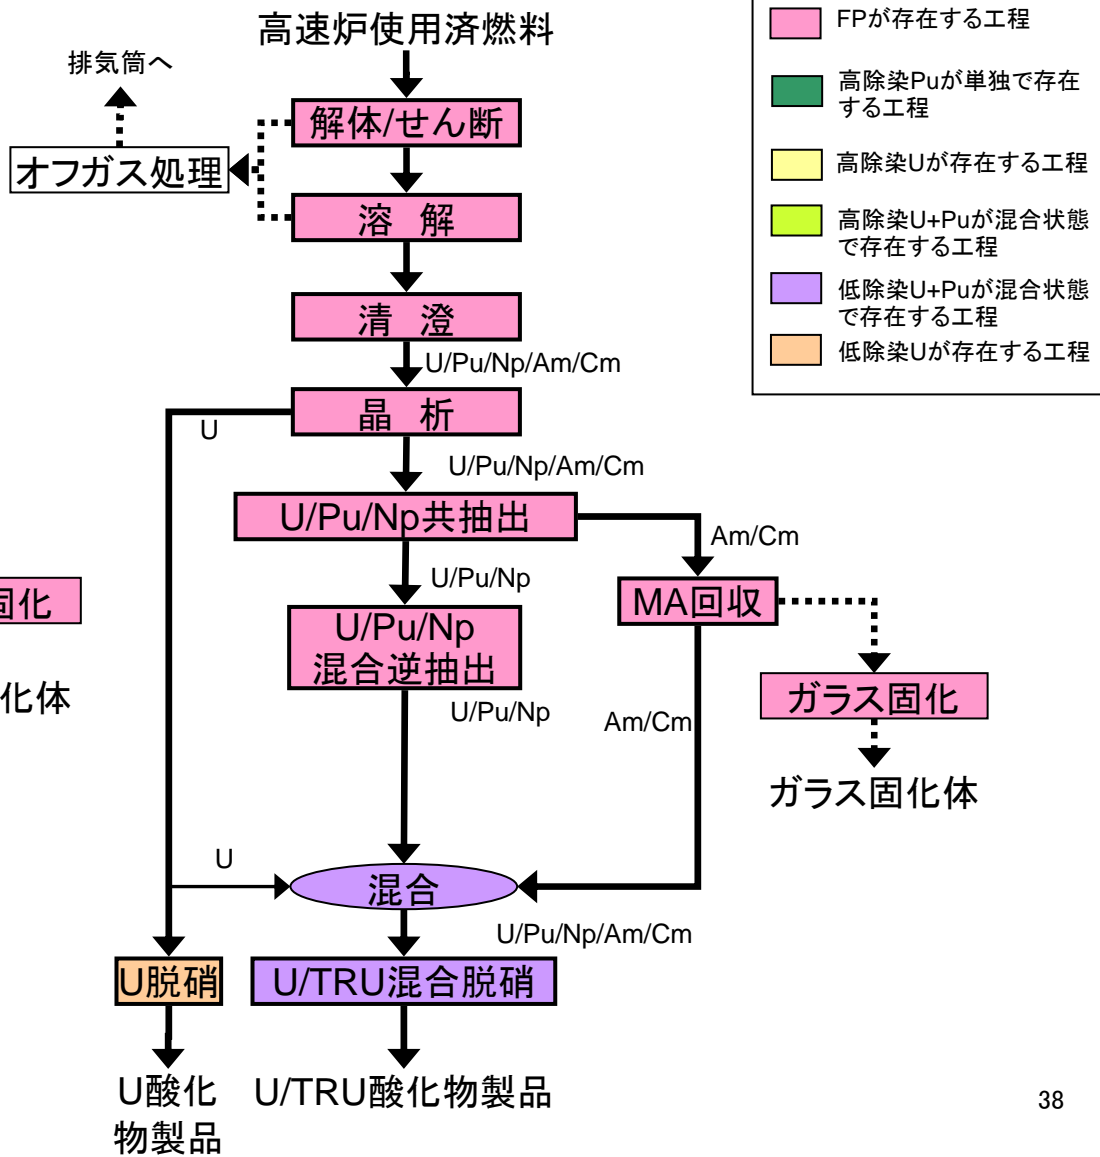 高速炉使用済燃料
排気筒へ
解体/せん断
オフガス処理
溶 解
清 澄
U/Pu/Np/Am/Cm
晶 析
U
U/Pu/Np/Am/Cm
U/Pu/Np共抽出
Am/Cm
U/Pu/Np
MA回収
固化
U/Pu/Np
混合逆抽出
化体
U/Pu/Np
Am/Cm
ガラス固化
ガラス固化体
U
混合
U/Pu/Np/Am/Cm
U脱硝
U/TRU混合脱硝
U酸化
物製品
U/TRU酸化物製品
FPが存在する工程
高除染Puが単独で存在
する工程
高除染Uが存在する工程
高除染U+Puが混合状態
で存在する工程
低除染U+Puが混合状態
で存在する工程
低除染Uが存在する工程
38